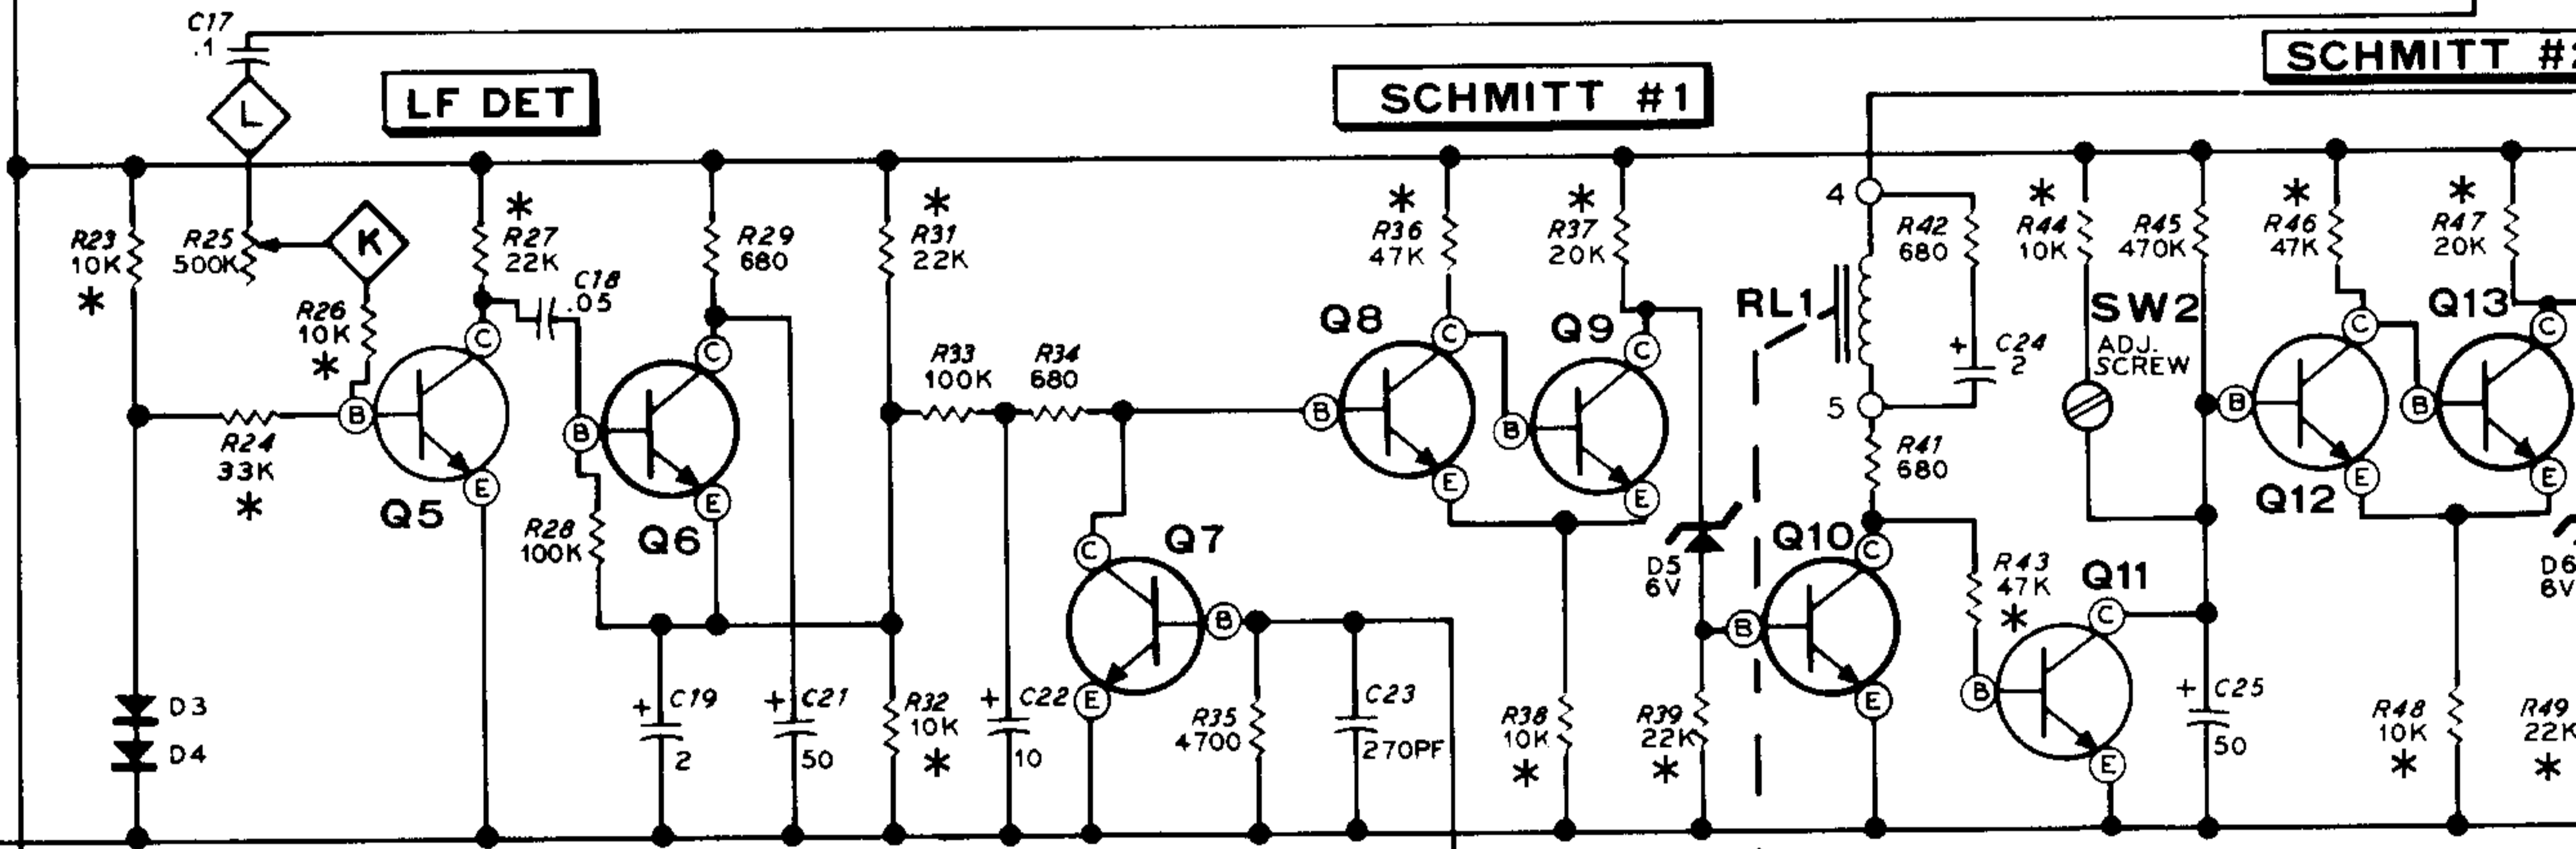 C17
.1
L
LF DET
SCHMITT #1
SCHMITT #2
R23
10K
*
R25
500K
K
R26
10K
*
R24
33K
*
D3
D4
*
R27
22K
C
B
E
Q5
C18
.05
R28
100K
R29
680
C
B
E
Q6
+ C19
2
+ C21
50
*
R31
22K
R32
10K
*
R33
100K
R34
680
+ C22
10
C
B
E
Q7
R35
4700
C23
270PF
*
R36
47K
Q8
C
B
E
*
R37
20K
Q9
C
B
E
R38
10K
*
D5
6V
R39
22K
*
RL1
4
5
R42
680
+ C24
2
R41
680
Q10
C
B
E
R43
47K
*
Q11
C
B
E
*
R44
10K
SW2
ADJ.
SCREW
R45
470K
+ C25
50
*
R46
47K
C
B
E
Q12
*
R47
20K
Q13
C
B
E
R48
10K
*
D6
6V
R49
22K
*